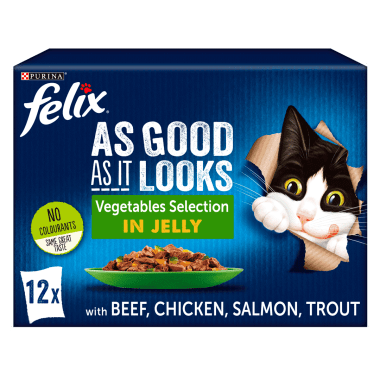 PURINA
felix
AS GOOD
AS IT LOOKS
Vegetables Selection
IN JELLY
NO
COLOURANTS
SAME GREAT
TASTE
12x
with BEEF, CHICKEN, SALMON, TROUT